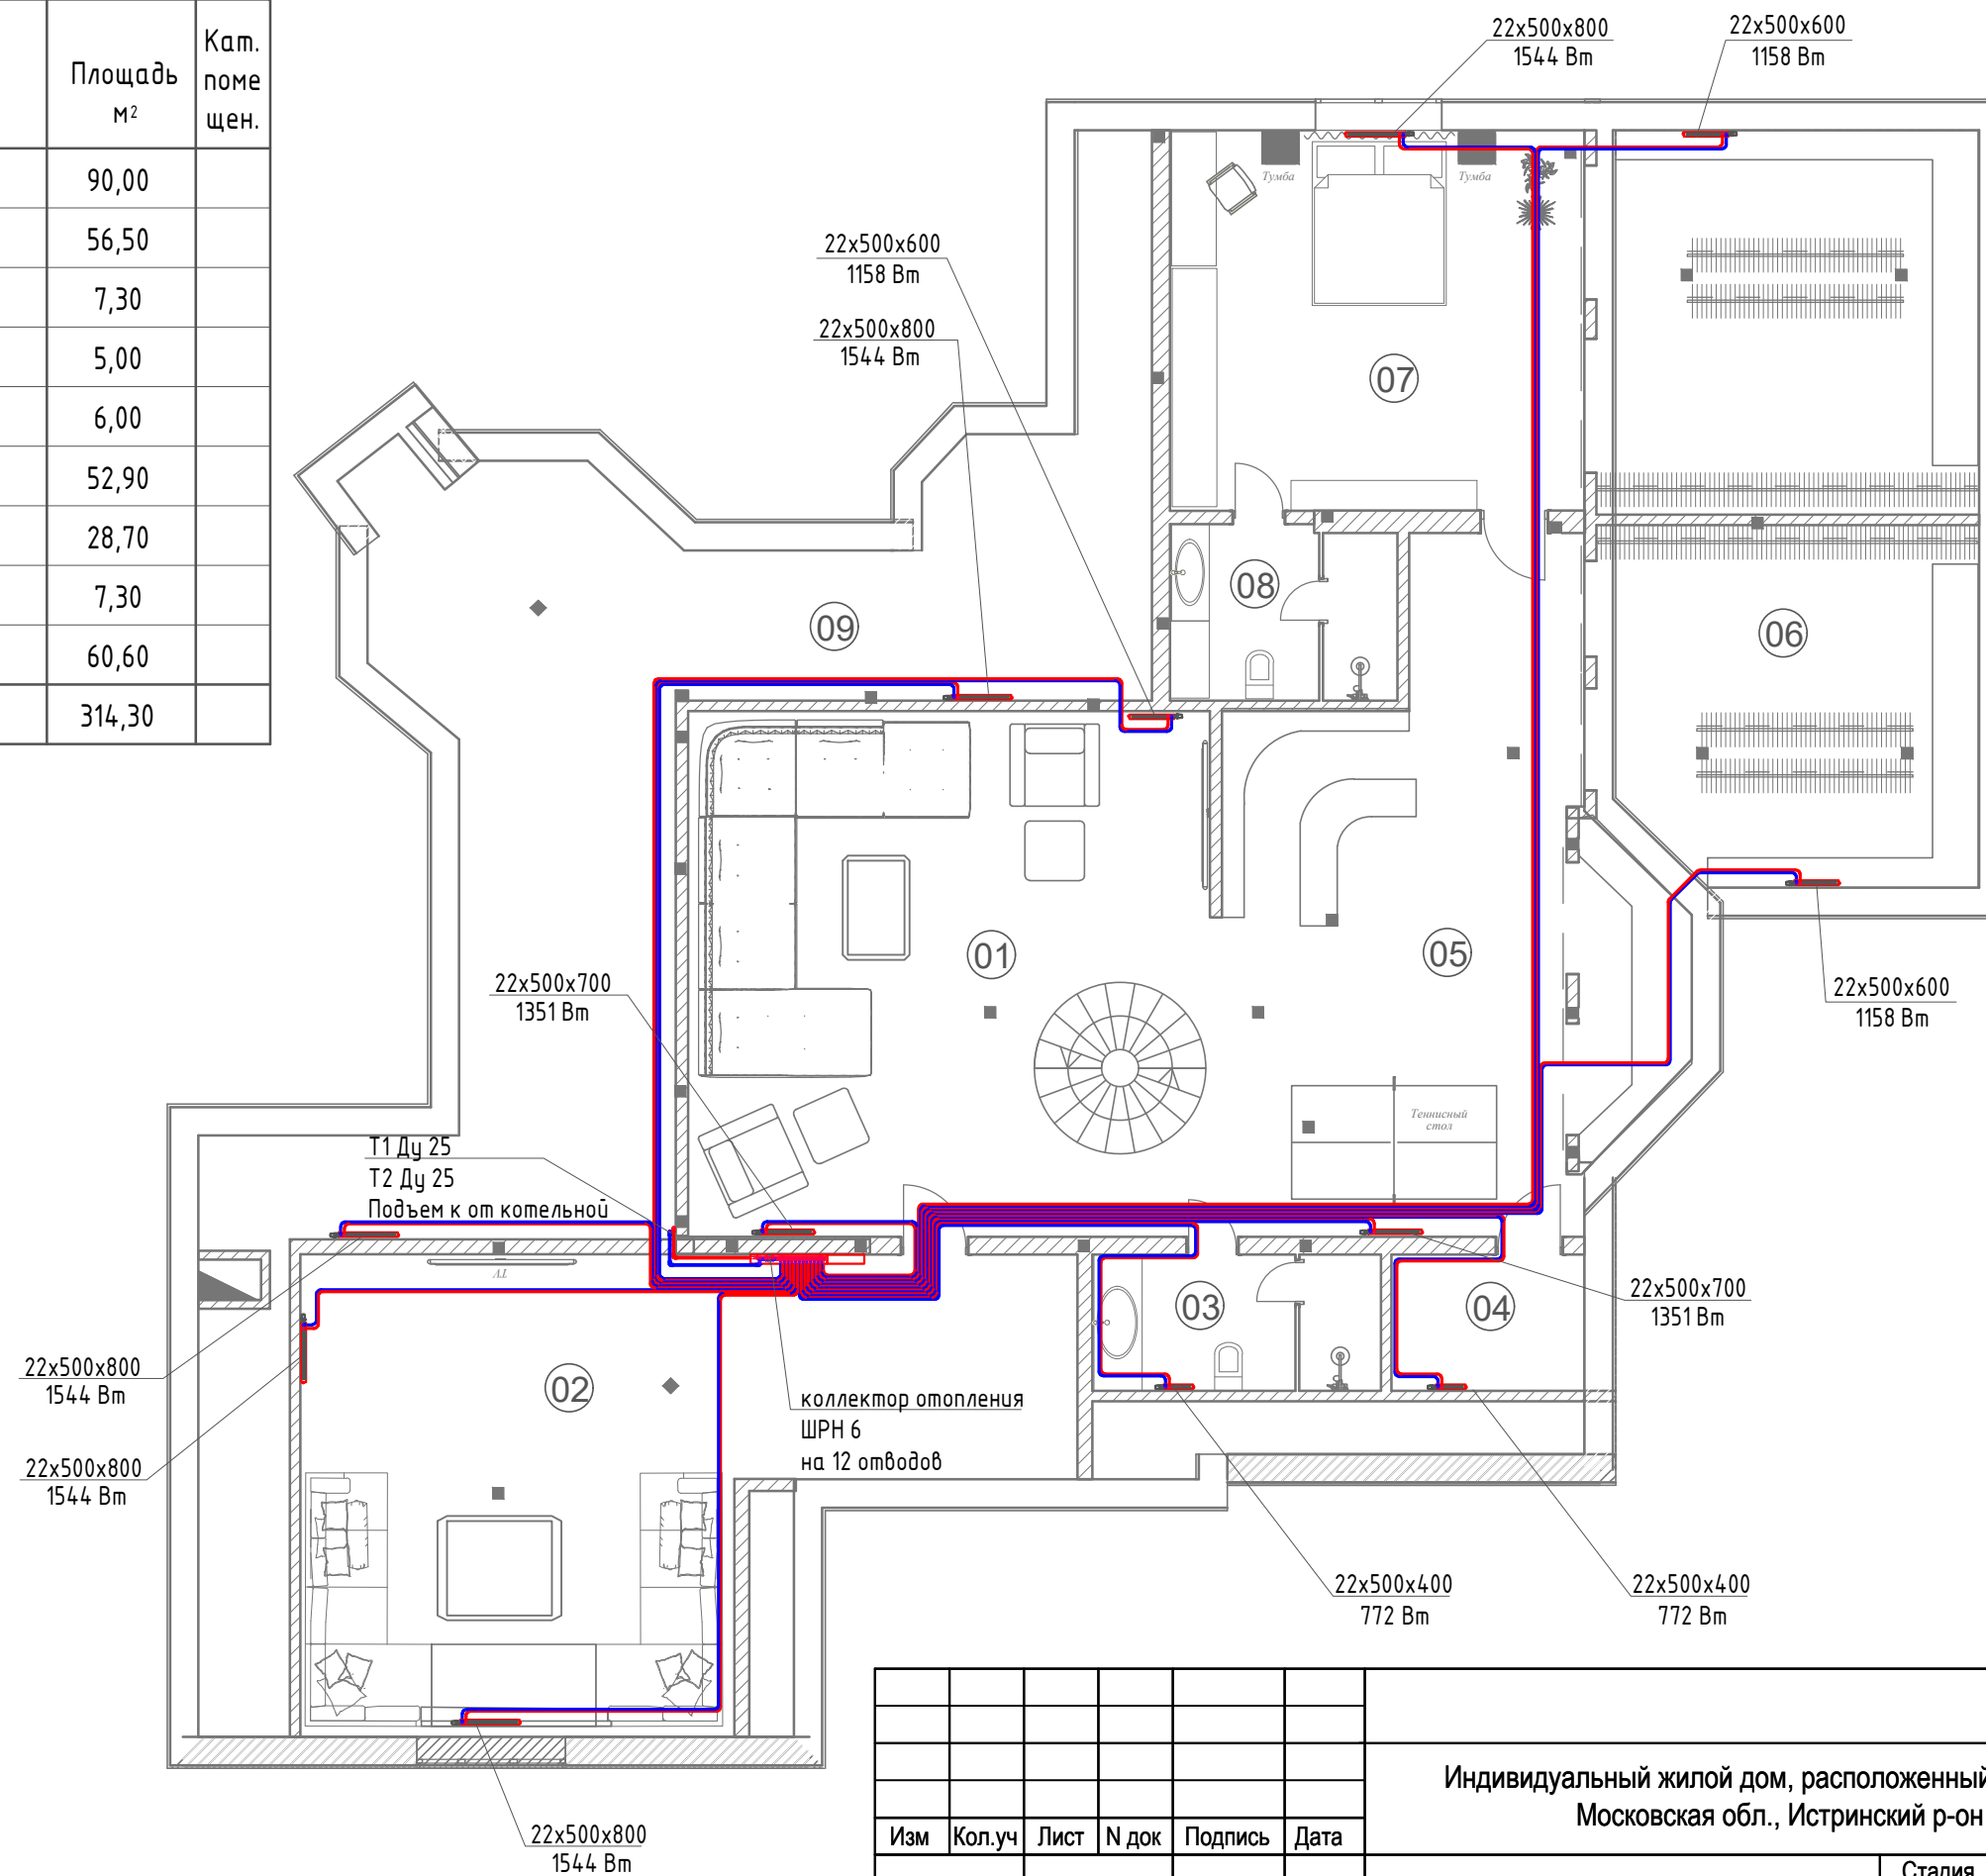 Площадь
м²
Кат.
поме
щен.
90,00
56,50
7,30
5,00
6,00
52,90
28,70
7,30
60,60
314,30
22х500х800
1544 Вт
22х500х600
1158 Вт
Тумба
Тумба
22х500х600
1158 Вт
22х500х800
1544 Вт
07
08
09
06
01
05
22х500х700
1351 Вт
22х500х600
1158 Вт
Теннисный
стол
Т1 Ду 25
Т2 Ду 25
Подъем к от котельной
TV
03
04
22х500х700
1351 Вт
22х500х800
1544 Вт
02
коллектор отопления
ШРН 6
на 12 отводов
22х500х800
1544 Вт
22х500х400
772 Вт
22х500х400
772 Вт
22х500х800
1544 Вт
Индивидуальный жилой дом, расположенный
Московская обл., Истринский р-он
Изм Кол.уч Лист N док Подпись Дата
Стадия